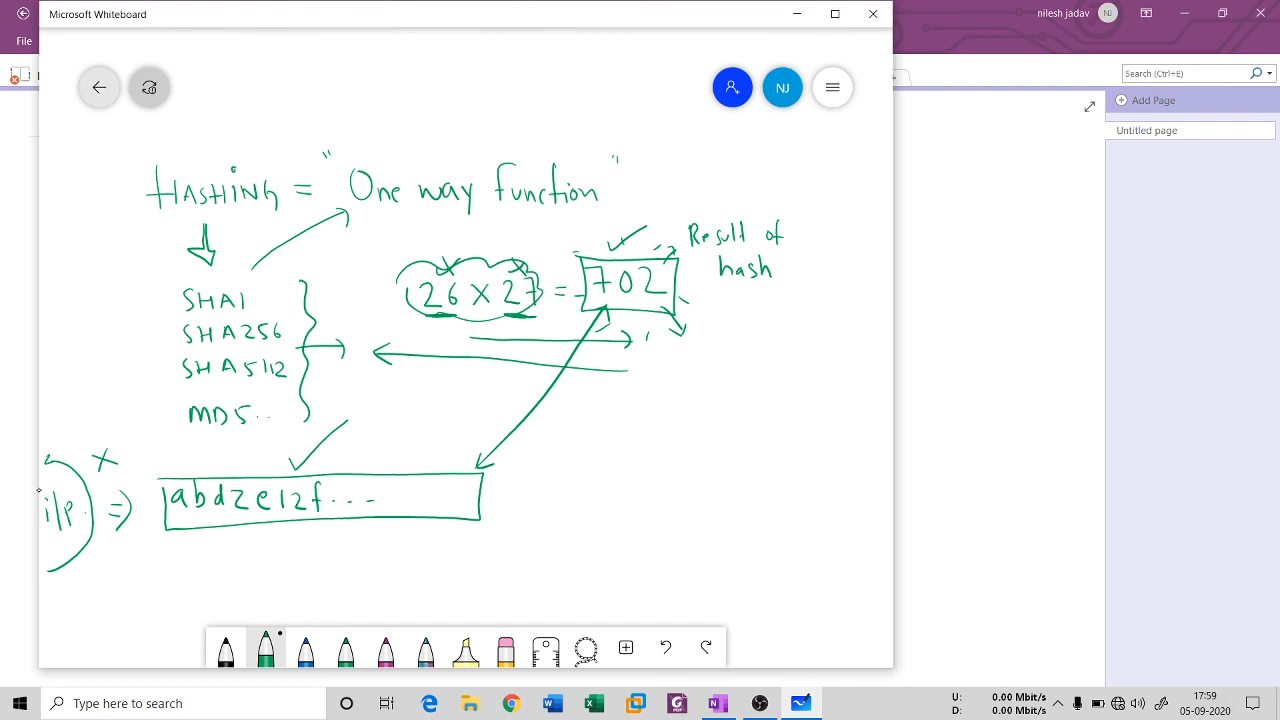 Microsoft Whiteboard
nilesh jadav
NJ
File
NJ
Search (Ctrl+E)
Add Page
Untitled page
HASHING = "One way function"
Result of
hash
26 X 27 = 702
SHA1
SHA256
SHA512
MD5..
i/p. => abd2e12f...
Type here to search
U: 0.00 Mbit/s
D: 0.00 Mbit/s
17:59
05-09-2020